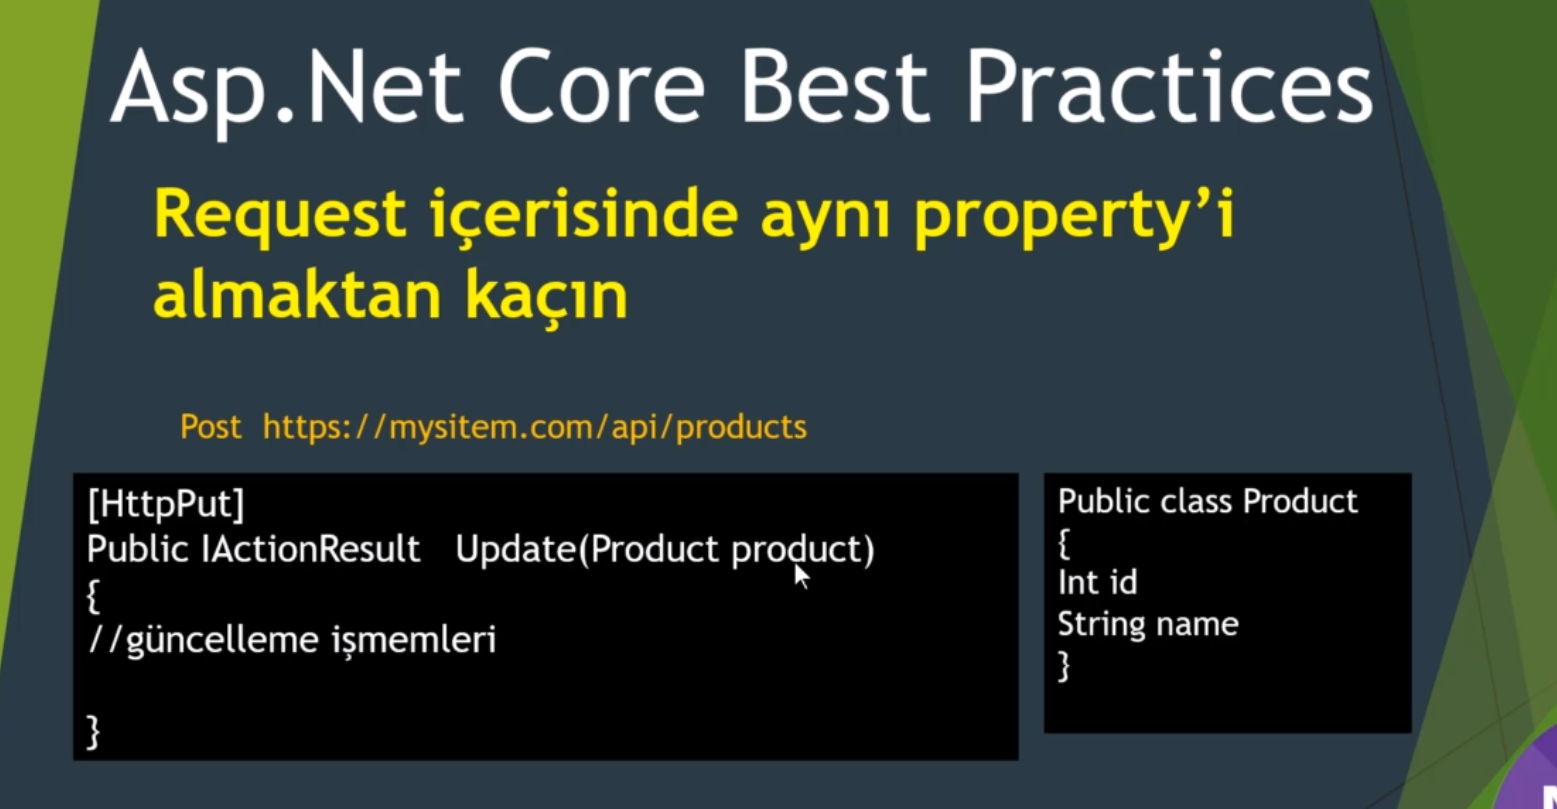 Asp.Net Core Best Practices
Request içerisinde aynı property’i
almaktan kaçın
Post https://mysitem.com/api/products
[HttpPut]
Public IActionResult Update(Product product)
{
//güncelleme işmemleri
}
Public class Product
{
Int id
String name
}